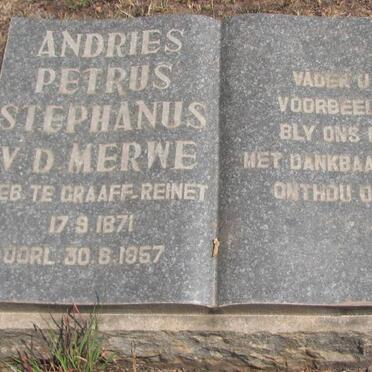 ANDRIES
PETRUS
STEPHANUS
V.D. MERWE
GEB. TE GRAAFF-REINET
17.9.1871
OORL. 30.8.1957
VADER U
VOORBEEL
BLY ONS
MET DANKBAA
ONTHOU